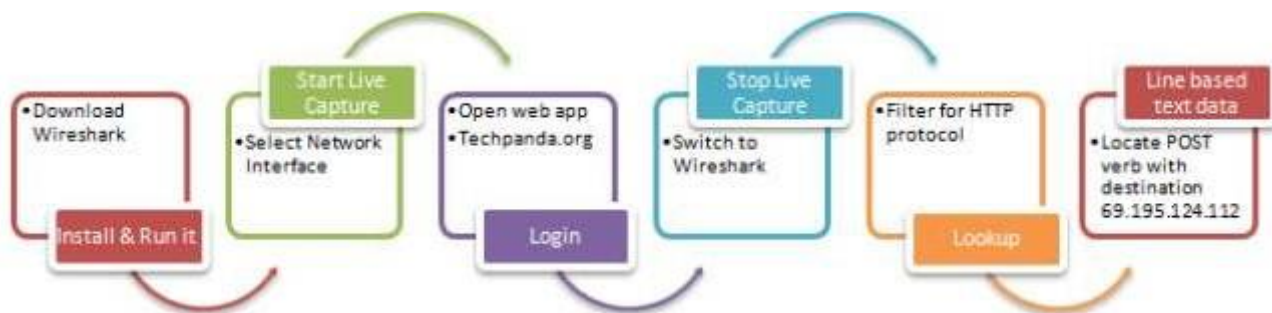 •Download
Wireshark
Install & Run it
Start Live
Capture
•Select Network
Interface
•Open web app
•Techpanda.org
Login
Stop Live
Capture
•Switch to
Wireshark
•Filter for HTTP
protocol
Lookup
Line based
text data
•Locate POST
verb with
destination
69.195.124.112